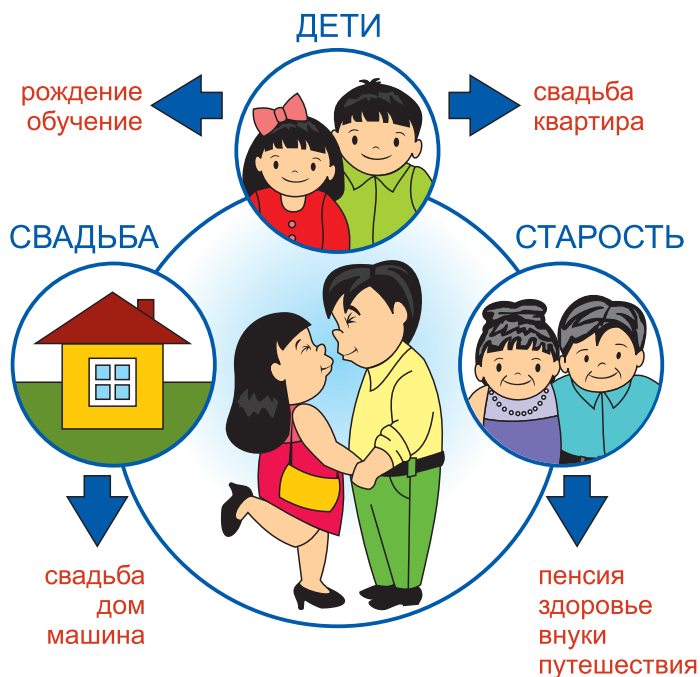 ДЕТИ
рождение
обучение
свадьба
квартира
СВАДЬБА
СТАРОСТЬ
свадьба
дом
машина
пенсия
здоровье
внуки
путешествия